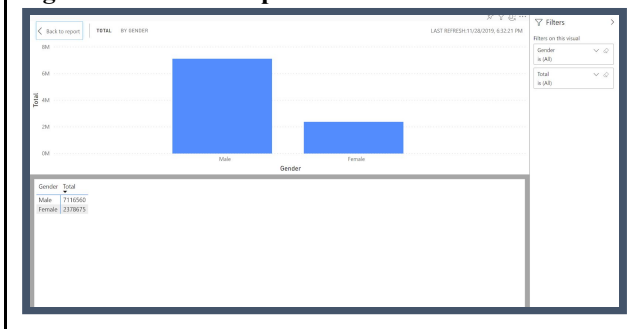 Back to report TOTAL BY GENDER LAST REFRESH:11/28/2019, 6:32:21 PM
8M
6M
4M
2M
0M
Total
Male Female
Gender
Gender Total
Male 7116560
Female 2378675
Filters
Filters on this visual
Gender
is (All)
Total
is (All)